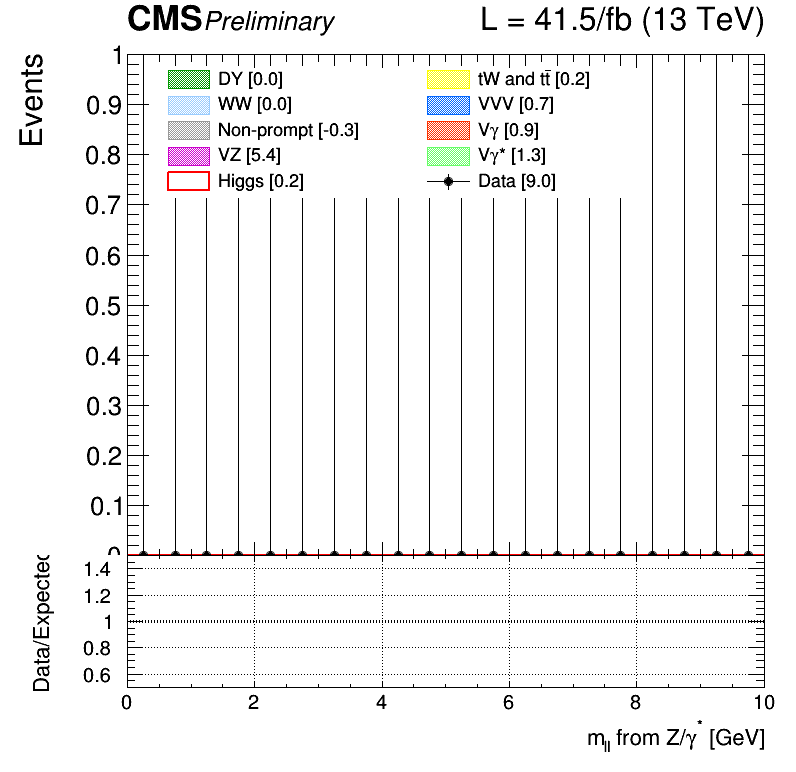 CMS Preliminary L = 41.5/fb (13 TeV)
Events
1
0.9
0.8
0.7
0.6
0.5
0.4
0.3
0.2
0.1
0
DY [0.0]
WW [0.0]
Non-prompt [-0.3]
VZ [5.4]
Higgs [0.2]
tW and tt̄ [0.2]
VVV [0.7]
Vγ [0.9]
Vγ* [1.3]
Data [9.0]
Data/Expected
1.4
1.2
1
0.8
0.6
0 2 4 6 8 10
m_ll from Z/γ* [GeV]